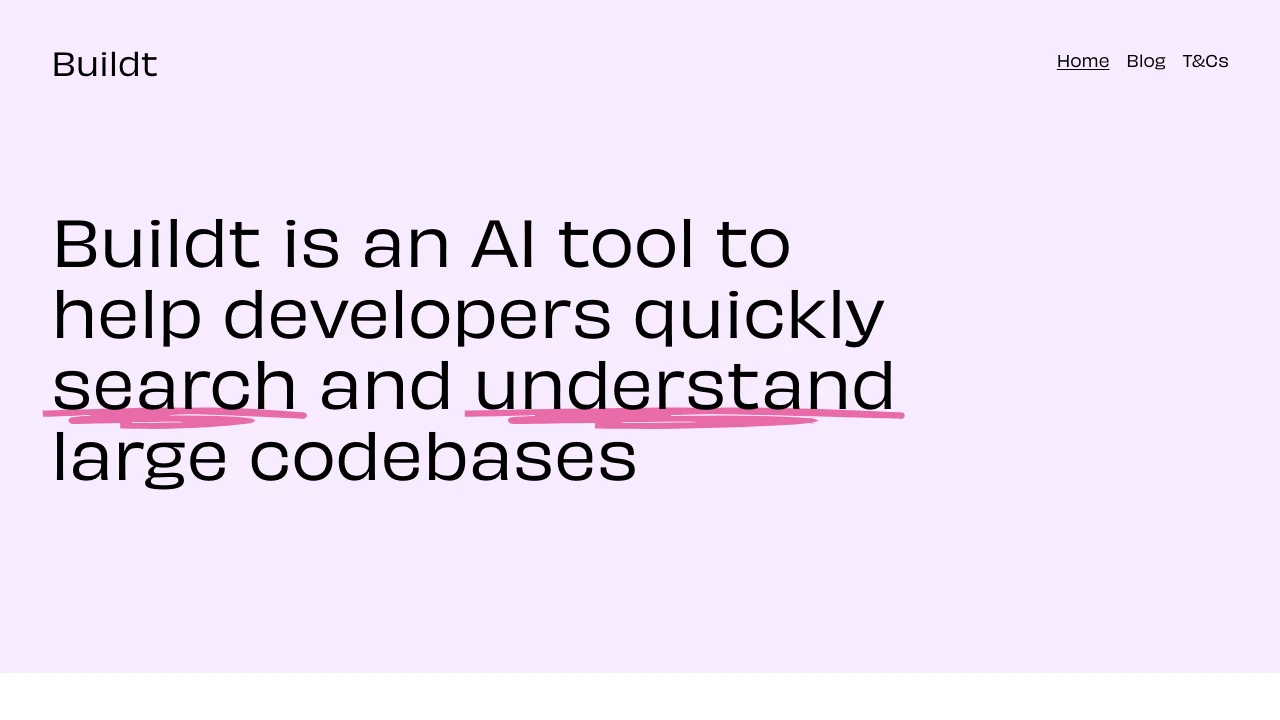 Buildt
Home Blog T&Cs
Buildt is an AI tool to
help developers quickly
search and understand
large codebases